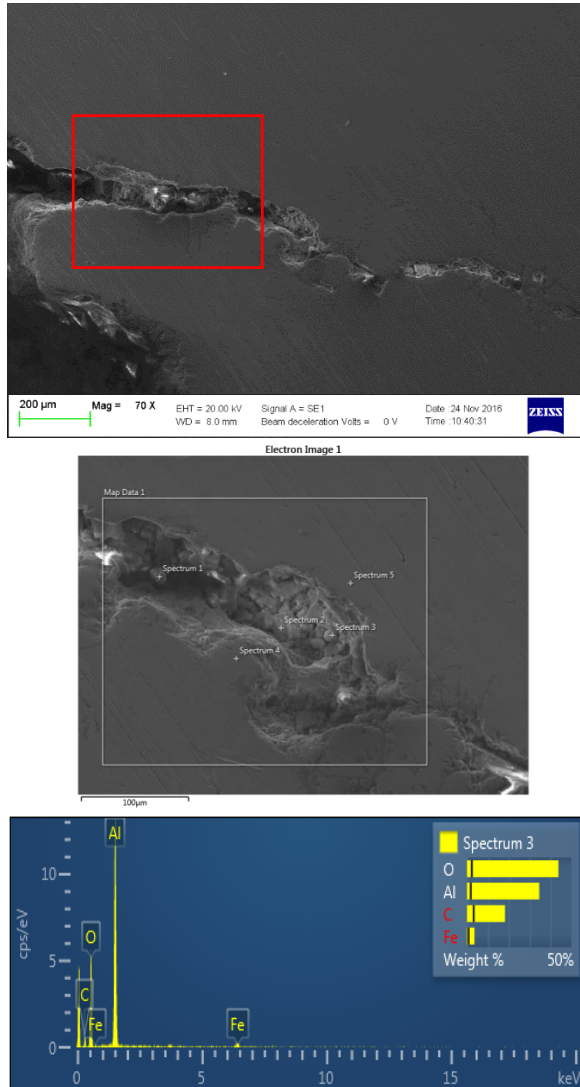 200 µm
Mag = 70 X
EHT = 20.00 kV
WD = 8.0 mm
Signal A = SE1
Beam deceleration Volts = 0 V
Date :24 Nov 2016
Time :10:40:31
ZEISS
Electron Image 1
Map Data 1
Spectrum 1
Spectrum 5
Spectrum 2
Spectrum 3
Spectrum 4
100µm
cps/eV
10
5
0
Al
O
C
Fe
Fe
0
5
10
15
keV
Spectrum 3
O
Al
C
Fe
Weight %
50%